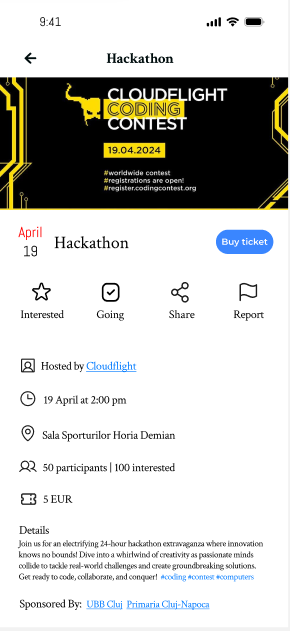 9:41
Hackathon
CLOUDFLIGHT
CODING
CONTEST
19.04.2024
#worldwide contest
#registrations are open!
#register.codingcontest.org
April
19
Hackathon
Buy ticket
Interested
Going
Share
Report
Hosted by Cloudflight
19 April at 2:00 pm
Sala Sporturilor Horia Demian
50 participants | 100 interested
5 EUR
Details
Join us for an electrifying 24-hour hackathon extravaganza where innovation
knows no bounds! Dive into a whirlwind of creativity as passionate minds
collide to tackle real-world challenges and create groundbreaking solutions.
Get ready to code, collaborate, and conquer! #coding #contest #computers
Sponsored By: UBB Cluj Primaria Cluj-Napoca